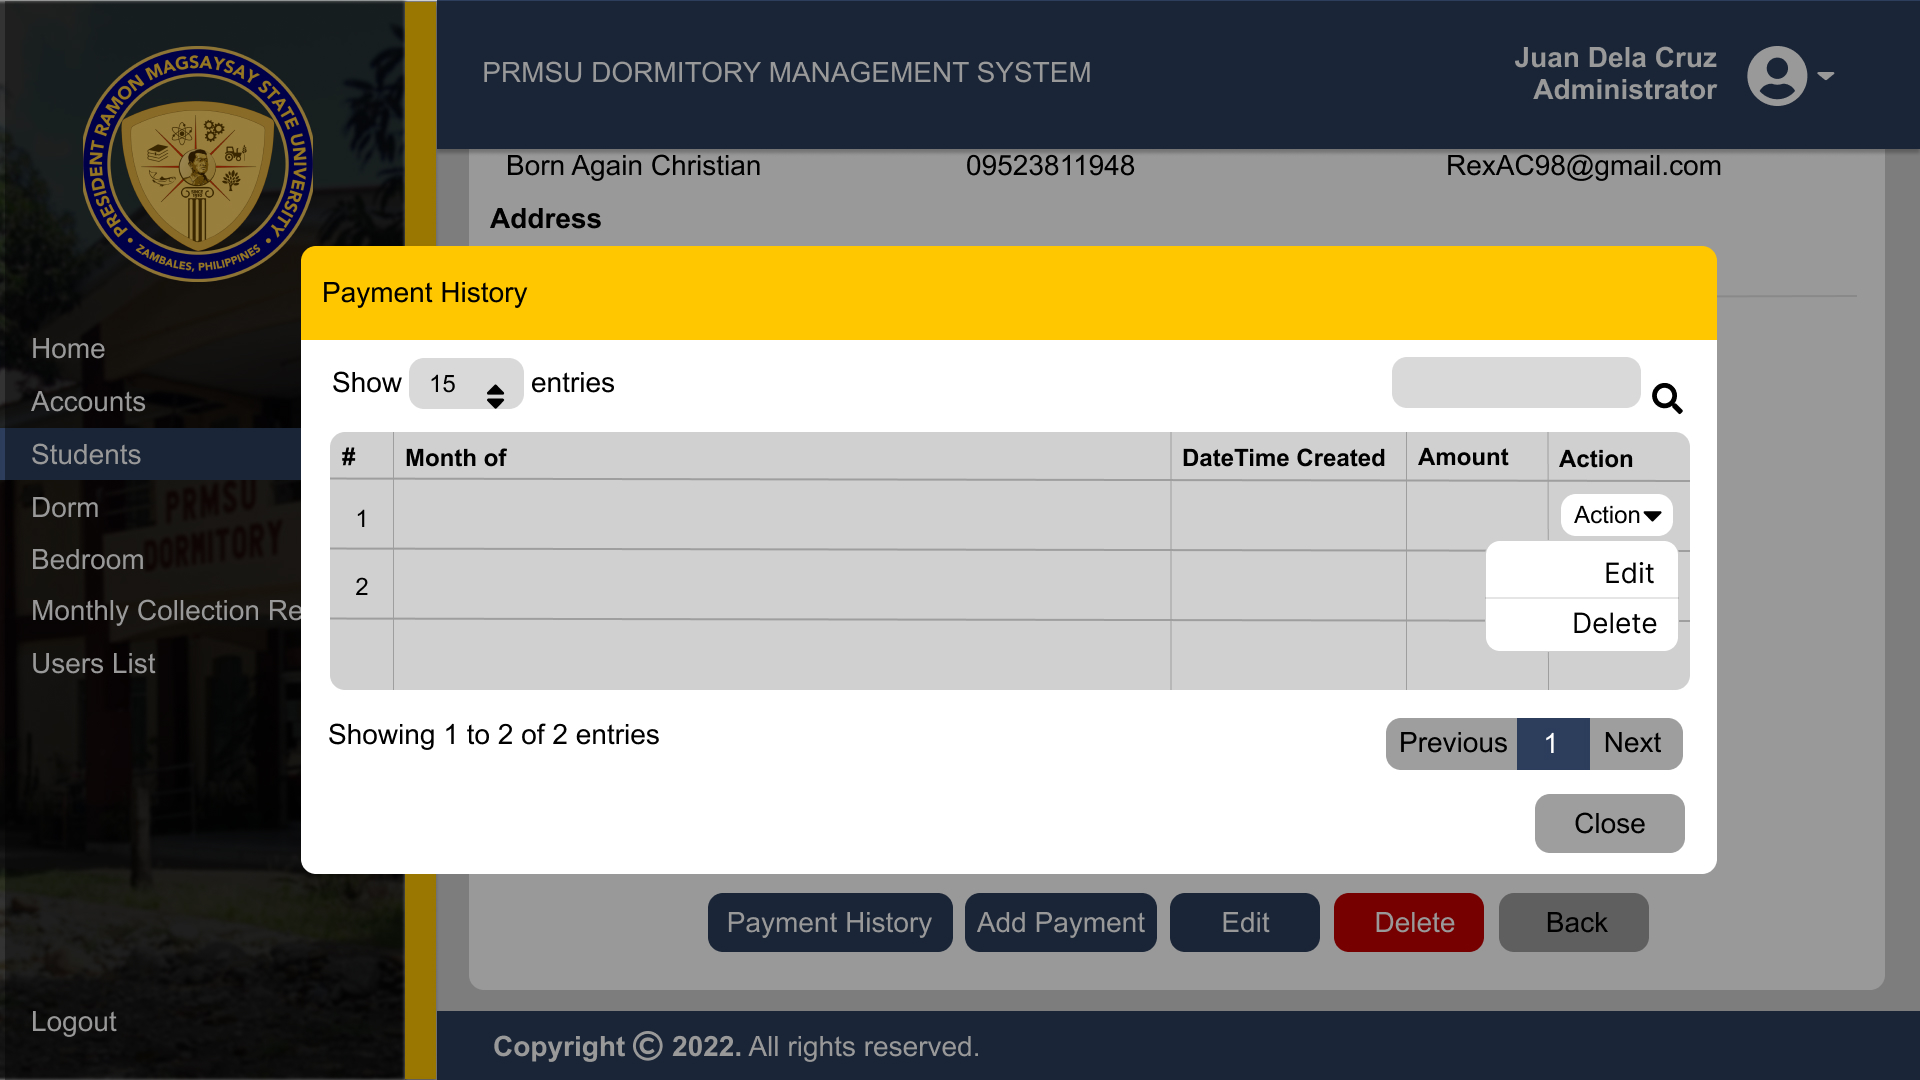 PRESIDENT RAMON MAGSAYSAY STATE UNIVERSITY
• ZAMBALES, PHILIPPINES •
PRMSU DORMITORY MANAGEMENT SYSTEM
Juan Dela Cruz
Administrator
Born Again Christian 09523811948 RexAC98@gmail.com
Address
Home
Accounts
Students
Dorm
Bedroom
Monthly Collection Re
Users List
Logout
PRMSU
DORMITORY
Payment History
Show 15 entries
# Month of DateTime Created Amount Action
1 Action
2
Edit
Delete
Showing 1 to 2 of 2 entries
Previous 1 Next
Close
Payment History Add Payment Edit Delete Back
Copyright © 2022. All rights reserved.